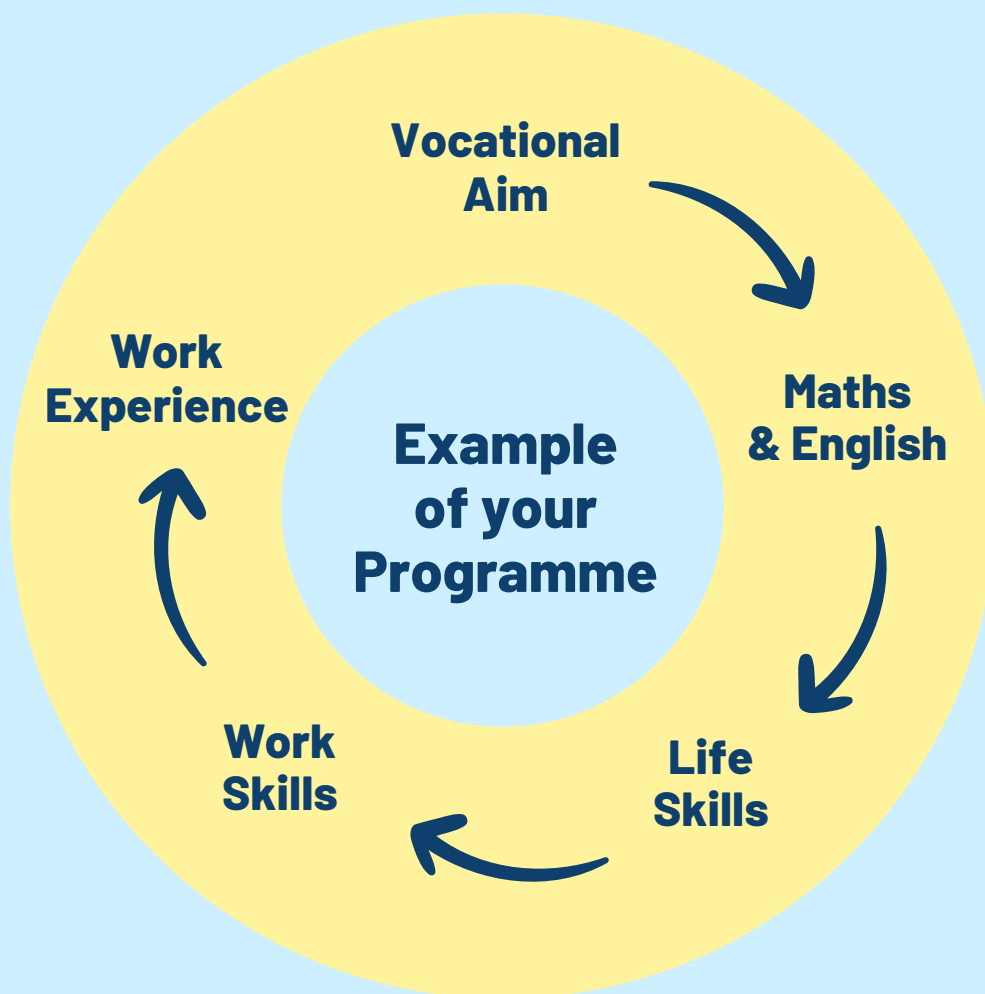 Vocational
Aim
Maths
& English
Life
Skills
Work
Skills
Work
Experience
Example
of your
Programme